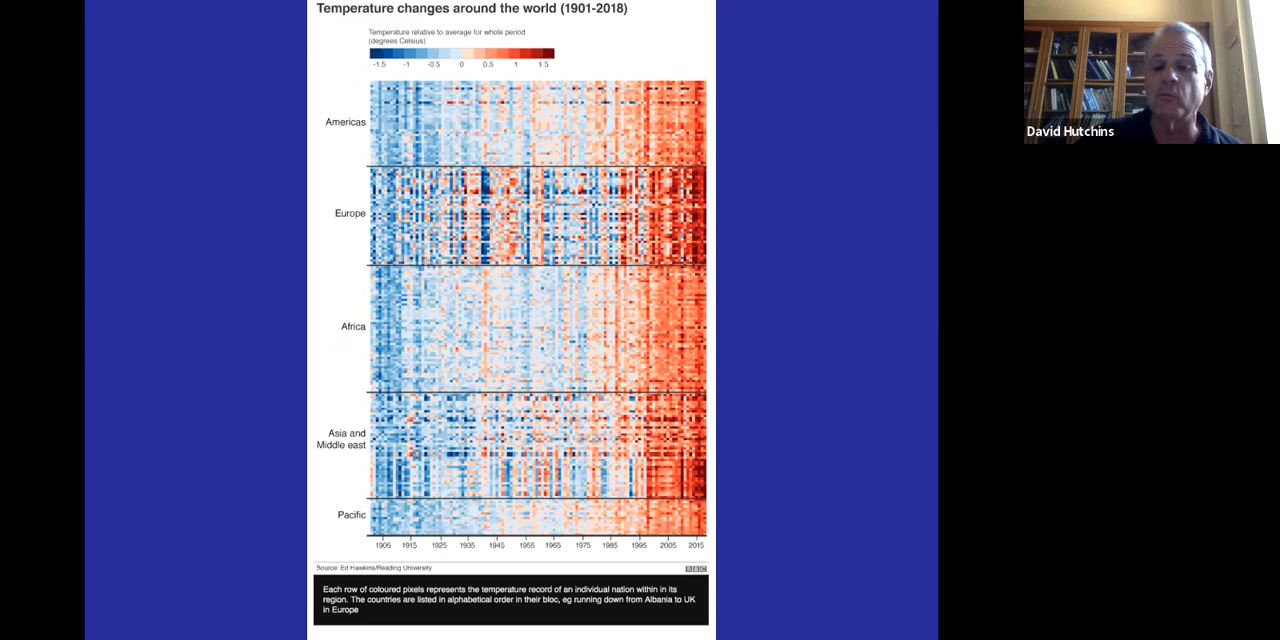 Temperature changes around the world (1901-2018)
Temperature relative to average for whole period
(degrees Celsius)
-1.5 -1 -0.5 0 0.5 1 1.5
Americas
Europe
Africa
Asia and
Middle east
Pacific
1905 1915 1925 1935 1945 1955 1965 1975 1985 1995 2005 2015
Source: Ed Hawkins/Reading University
BBC
Each row of coloured pixels represents the temperature record of an individual nation within in its
region. The countries are listed in alphabetical order in their bloc, eg running down from Albania to UK
in Europe
David Hutchins